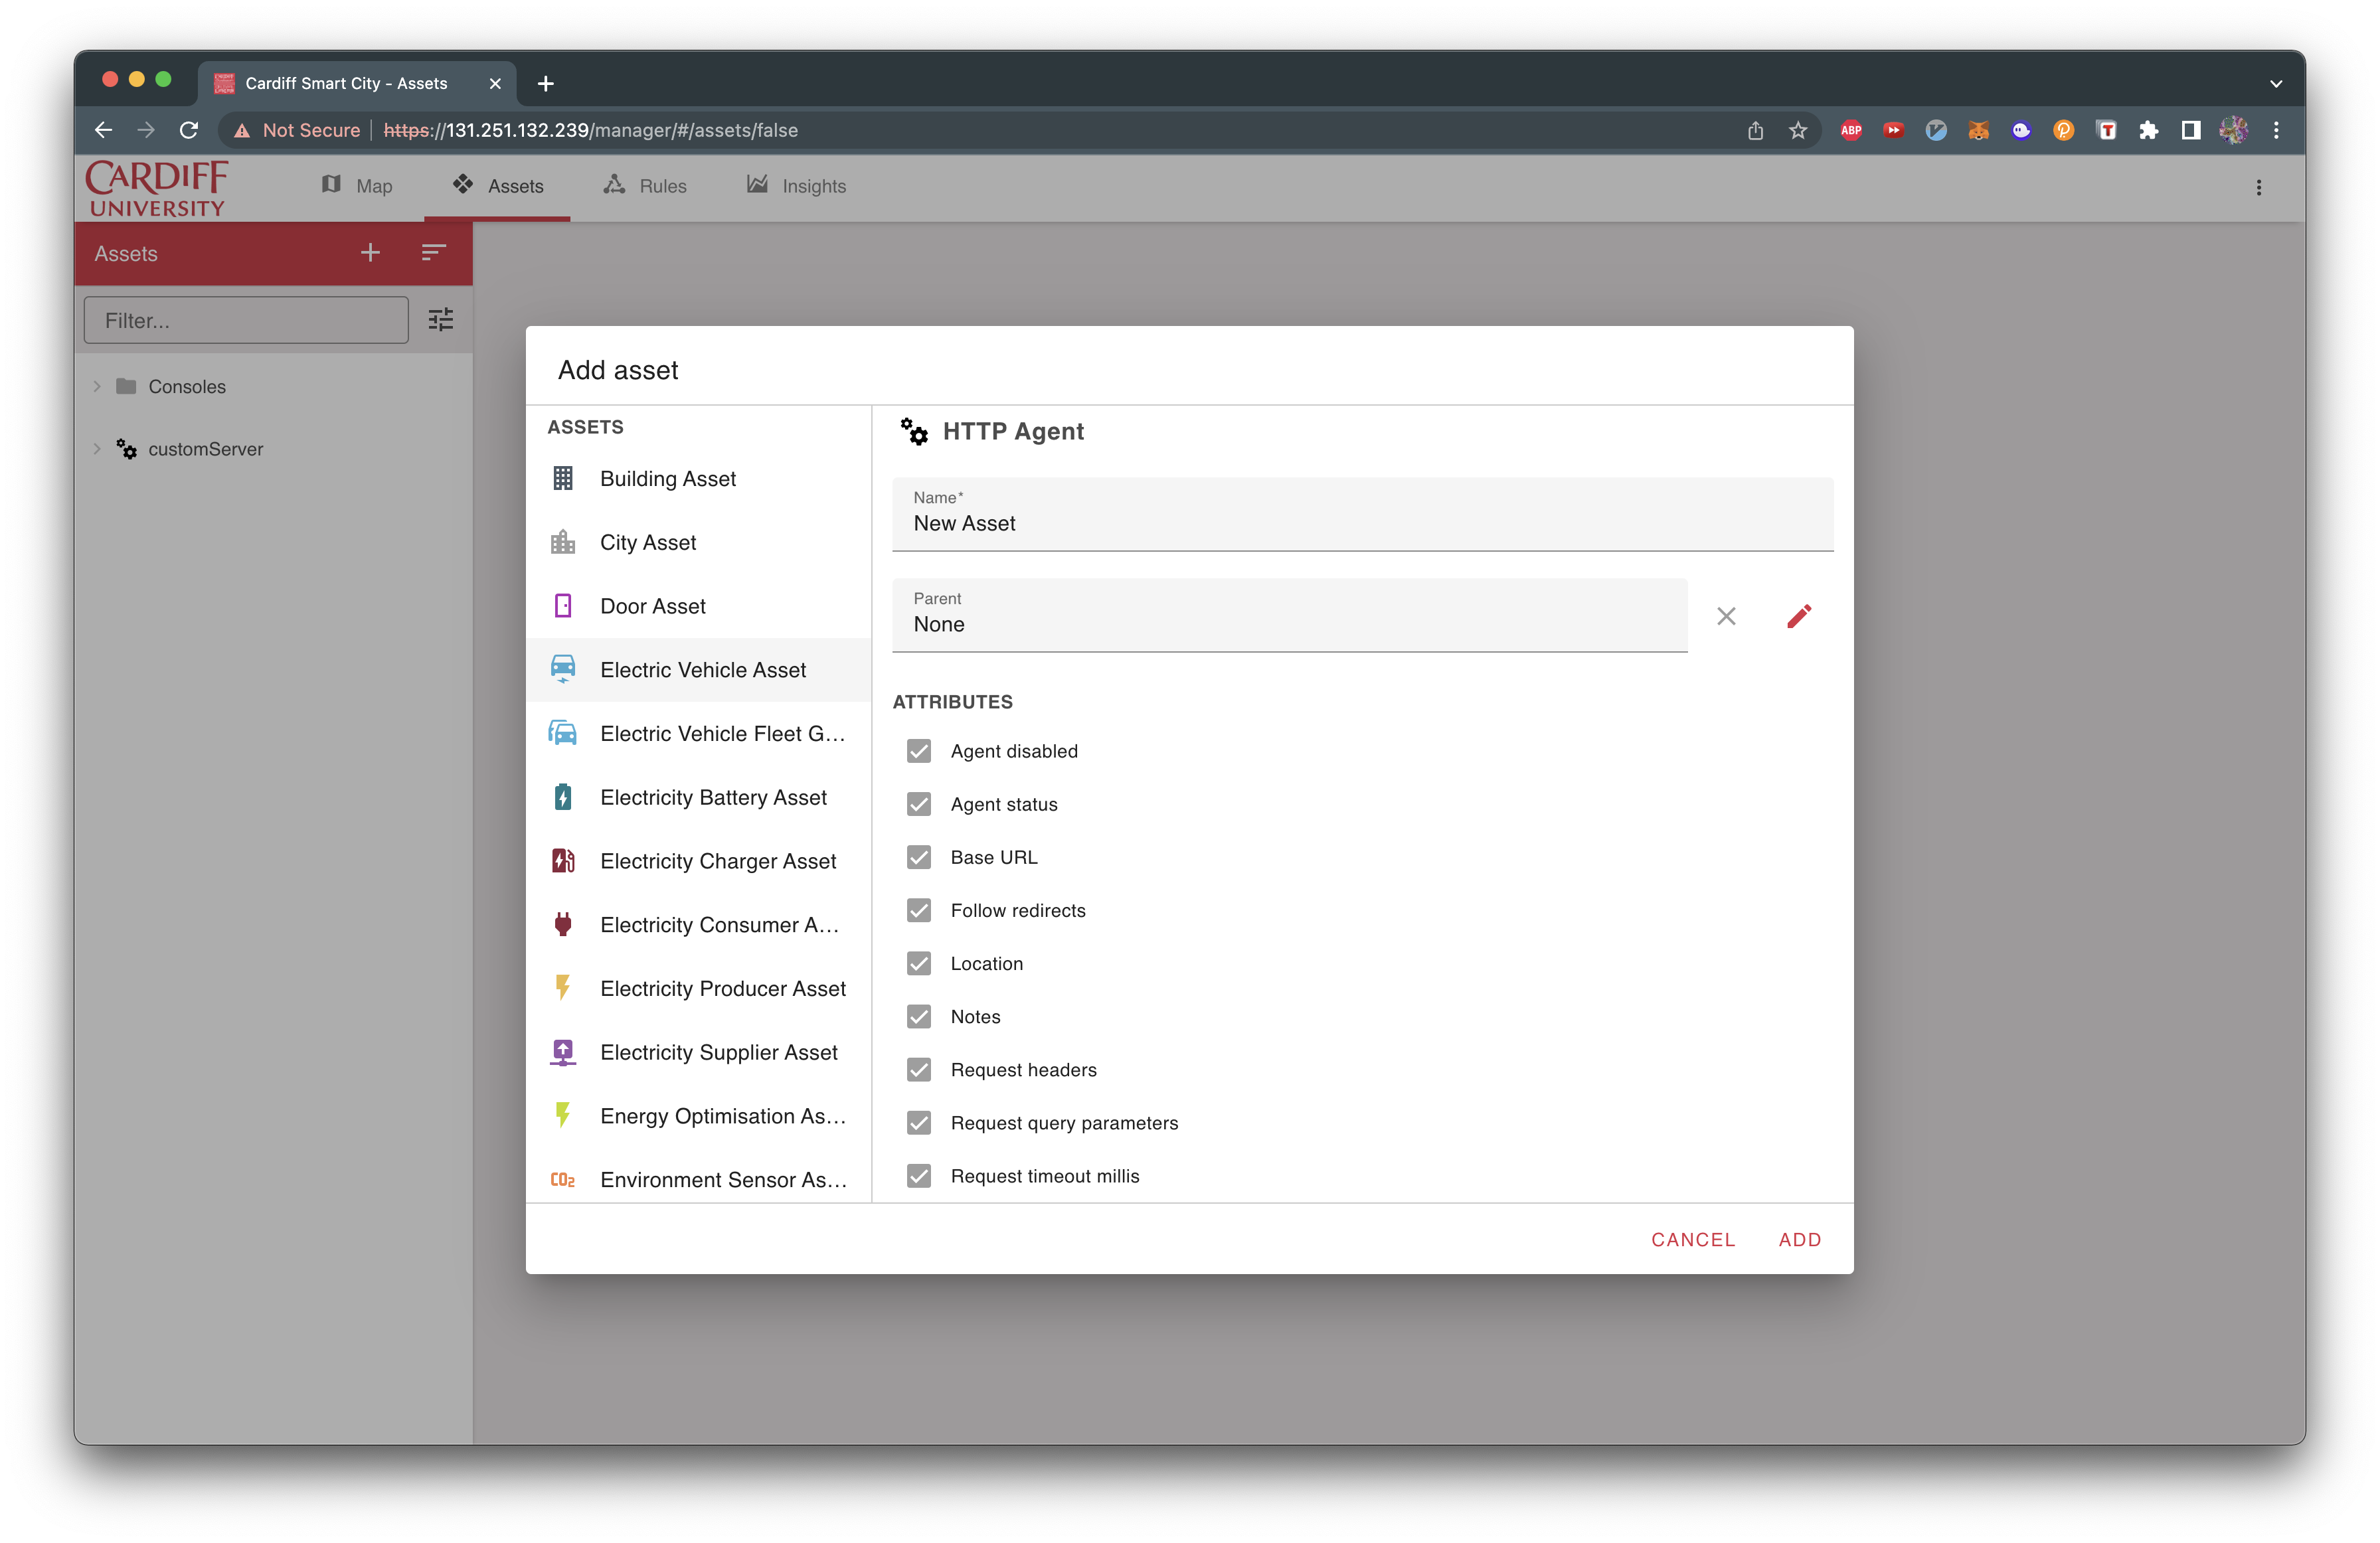 Cardiff Smart City - Assets
Not Secure https://131.251.132.239/manager/#/assets/false
ABP
T
CARDIFF
UNIVERSITY
Map
Assets
Rules
Insights
Assets
Filter...
Consoles
customServer
Add asset
ASSETS
Building Asset
City Asset
Door Asset
Electric Vehicle Asset
Electric Vehicle Fleet G...
Electricity Battery Asset
Electricity Charger Asset
Electricity Consumer A...
Electricity Producer Asset
Electricity Supplier Asset
Energy Optimisation As...
CO2 Environment Sensor As...
HTTP Agent
Name*
New Asset
Parent
None
ATTRIBUTES
Agent disabled
Agent status
Base URL
Follow redirects
Location
Notes
Request headers
Request query parameters
Request timeout millis
CANCEL
ADD